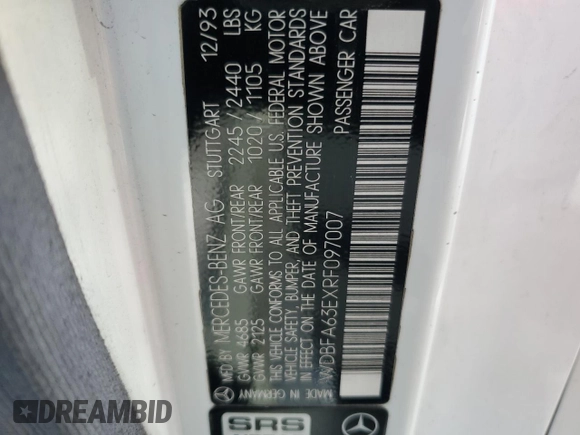 MFD BY MERCEDES-BENZ AG STUTTGART 12/93
GVWR 4685 GAWR FRONT/REAR 2245/2440 LBS
GVWR 2125 GAWR FRONT/REAR 1020/1105 KG
THIS VEHICLE CONFORMS TO ALL APPLICABLE U.S. FEDERAL MOTOR
VEHICLE SAFETY, BUMPER, AND THEFT PREVENTION STANDARDS
IN EFFECT ON THE DATE OF MANUFACTURE SHOWN ABOVE
WDBFA63EXRF097007 PASSENGER CAR
MADE IN GERMANY
SRS
DREAMBID